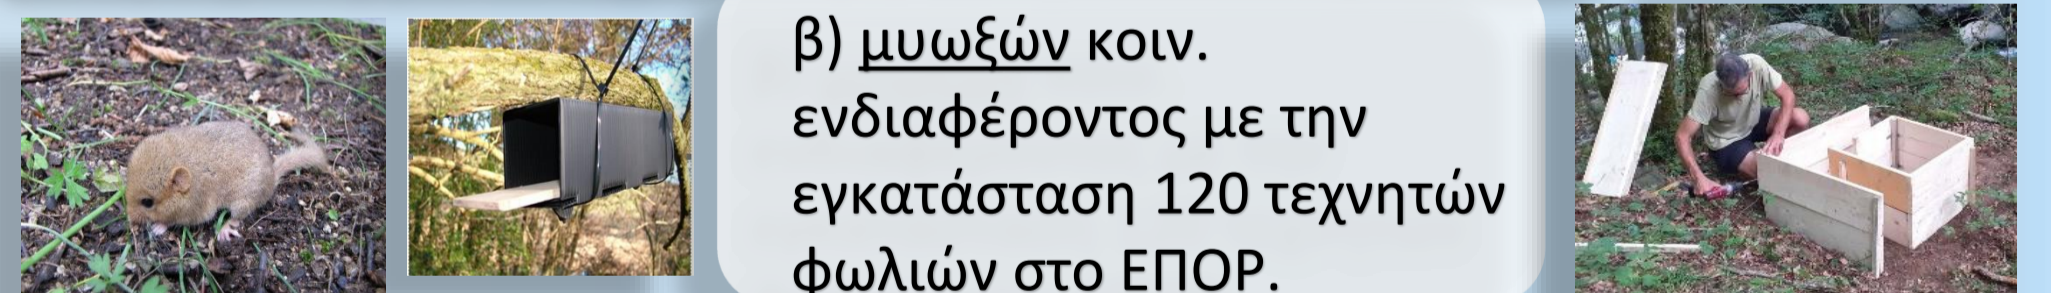 β) μυωξών κοιν.
ενδιαφέροντος με την
εγκατάσταση 120 τεχνητών
φωλιών στο ΕΠΟΡ.